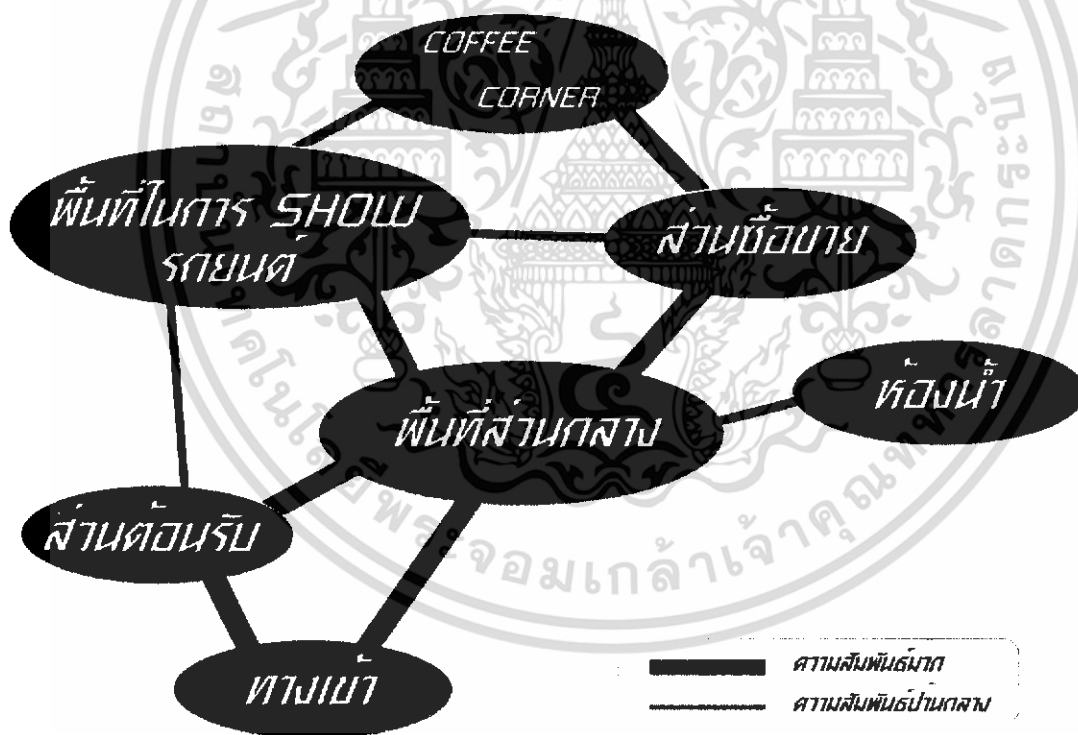 COFFEE
CORNER
พื้นที่ในการ SHOW
รถยนต์
ส่วนซื้อขาย
ห้องน้ำ
พื้นที่ส่วนกลาง
ส่วนต้อนรับ
ทางเข้า
ความสัมพันธ์มาก
ความสัมพันธ์ปานกลาง